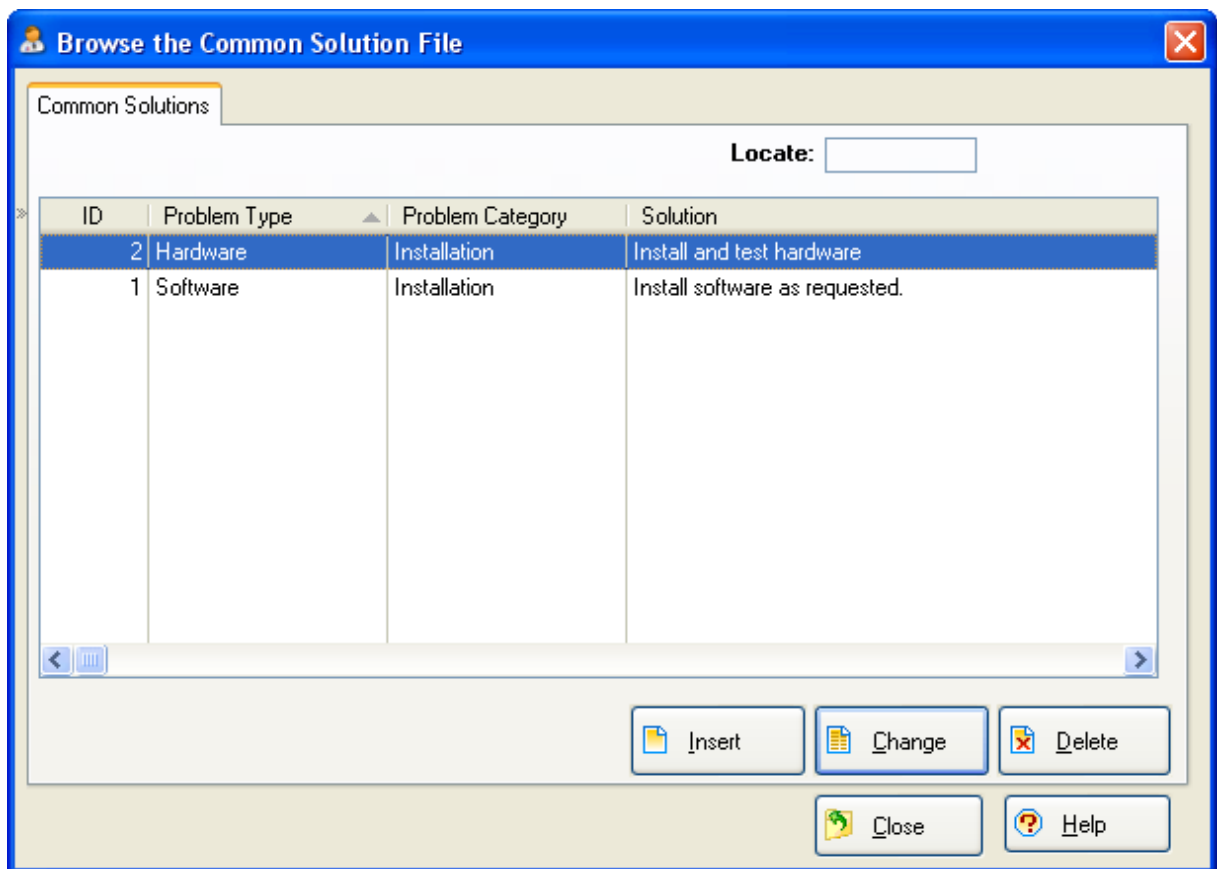 Browse the Common Solution File
Common Solutions
Locate:
ID Problem Type Problem Category Solution
2 Hardware Installation Install and test hardware
1 Software Installation Install software as requested.
Insert Change Delete
Close Help